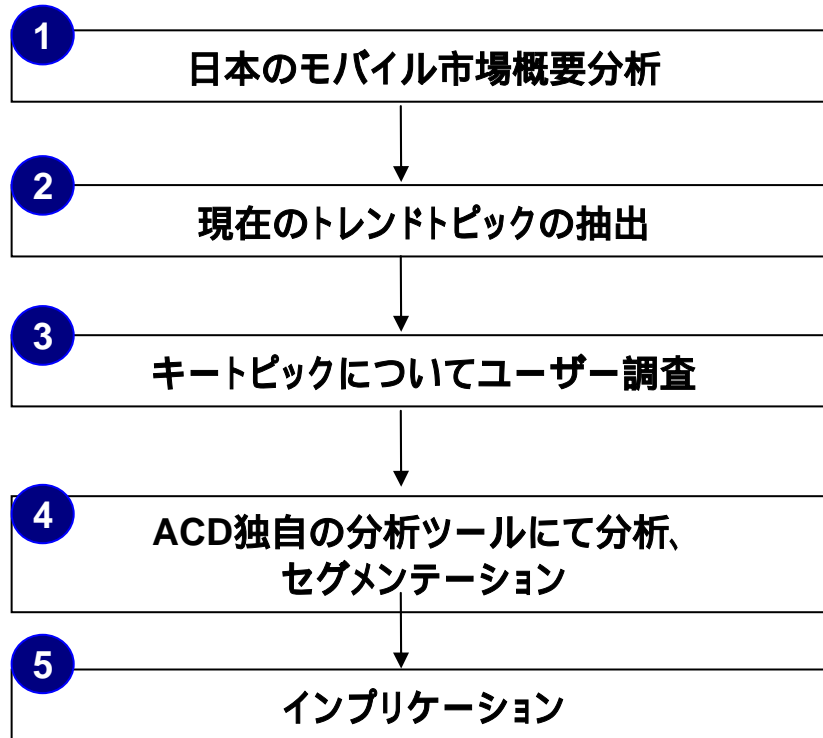 1
日本のモバイル市場概要分析
2
現在のトレンドトピックの抽出
3
キートピックについてユーザー調査
4
ACD独自の分析ツールにて分析、
セグメンテーション
5
インプリケーション